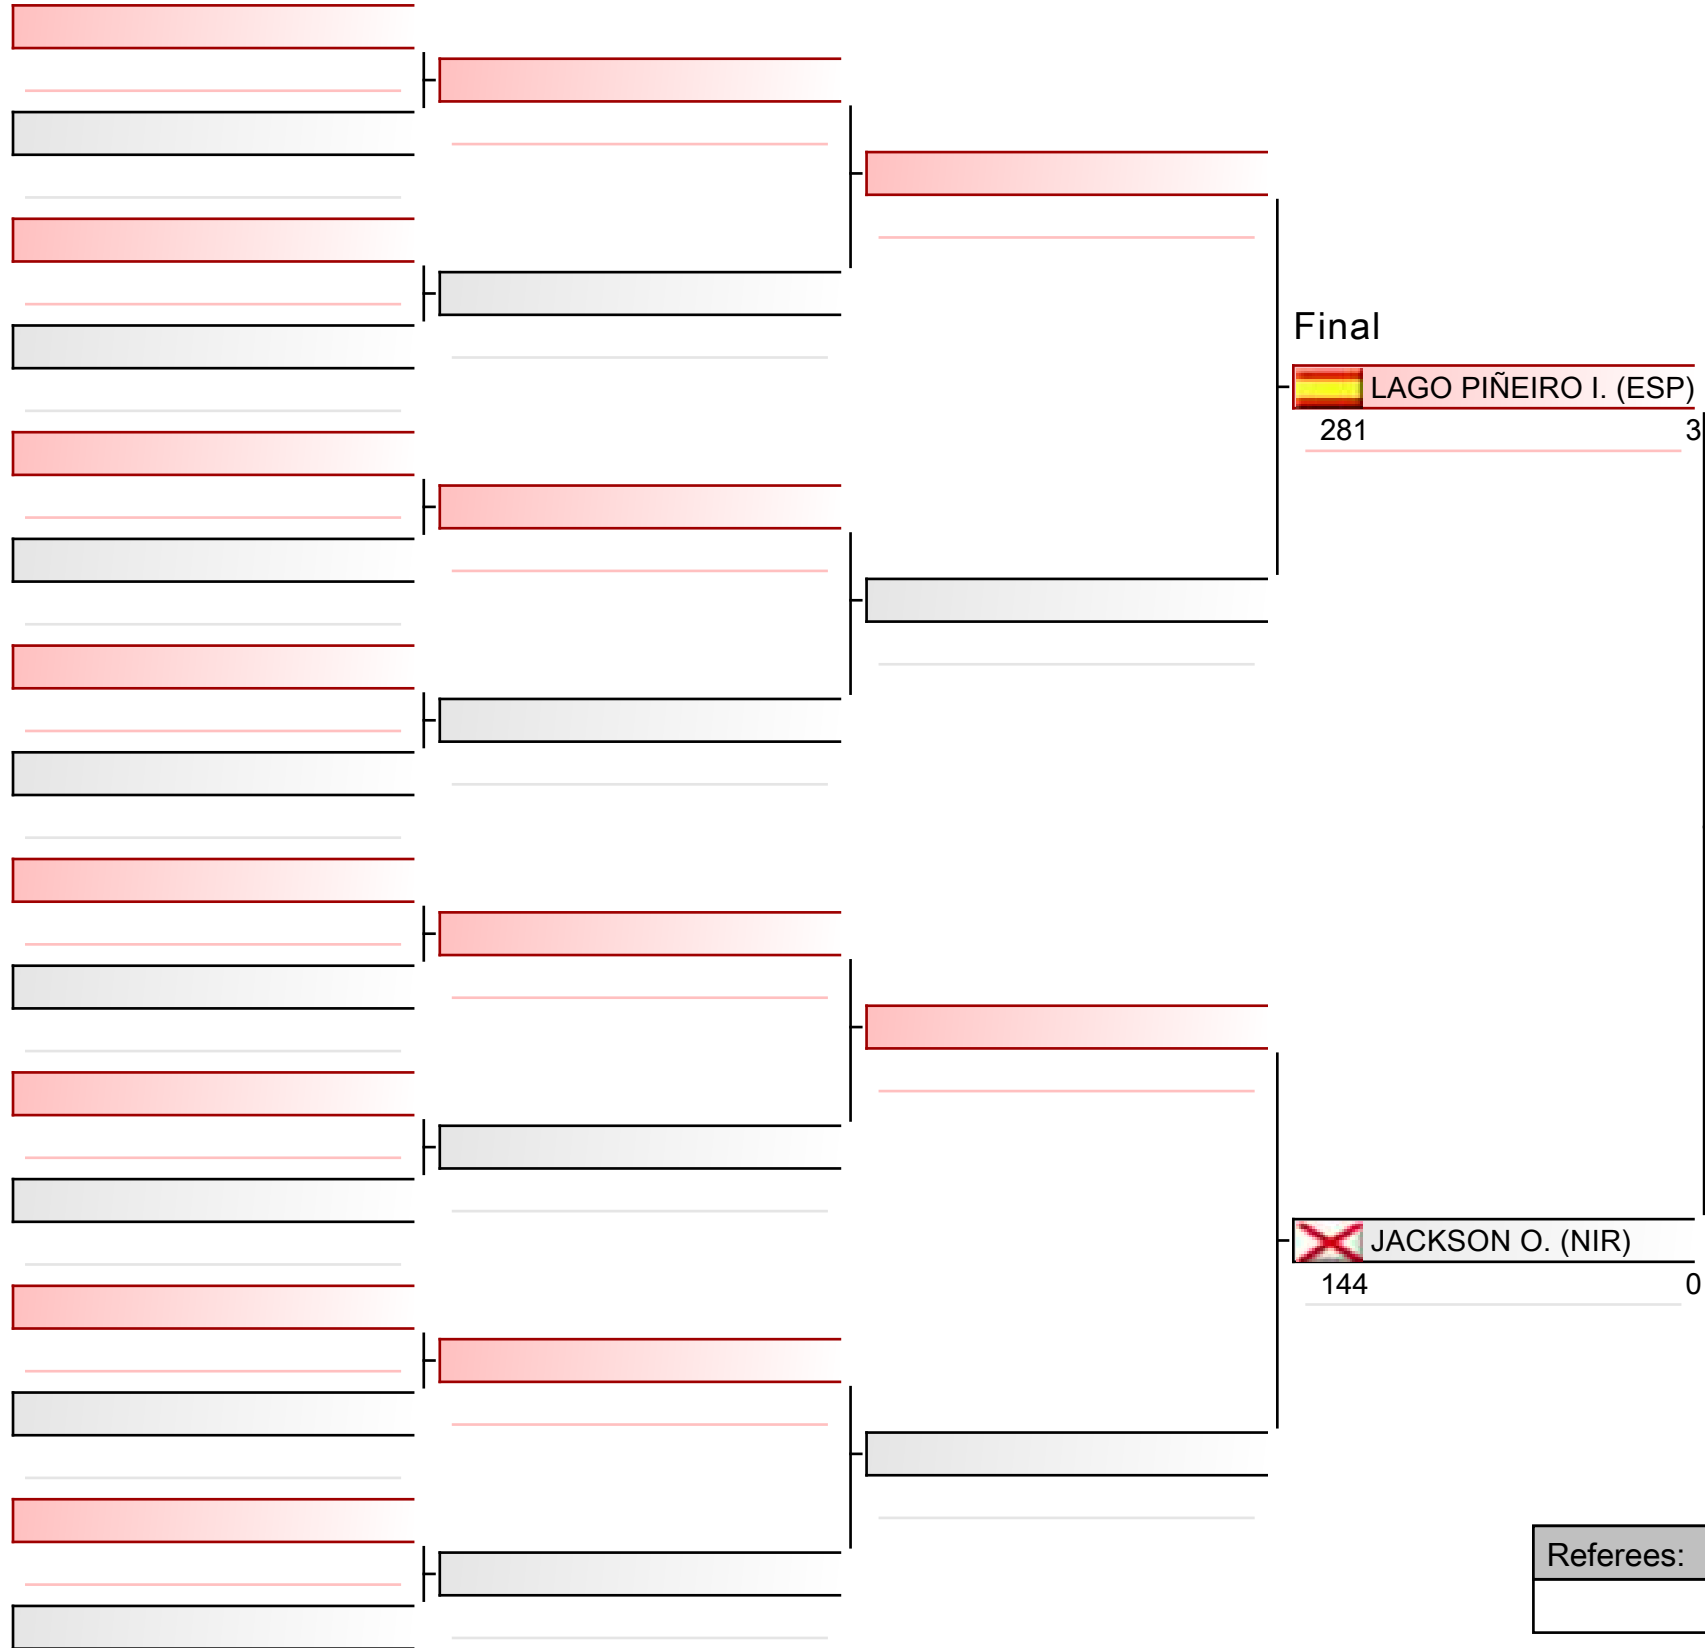 Final
LAGO PIÑEIRO I. (ESP)
281 3
JACKSON O. (NIR)
144 0
Referees: